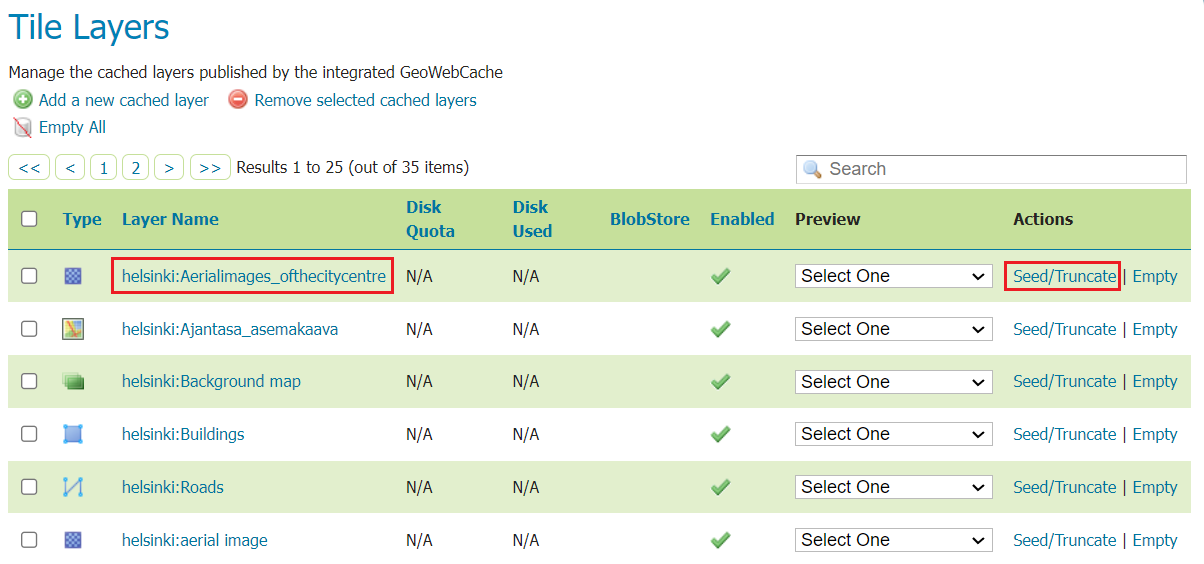 Tile Layers
Manage the cached layers published by the integrated GeoWebCache
Add a new cached layer Remove selected cached layers
Empty All
<< < 1 2 > >> Results 1 to 25 (out of 35 items) Search
Type Layer Name Disk Quota Disk Used BlobStore Enabled Preview Actions
helsinki:Aerialimages_ofthecitycentre N/A N/A Select One Seed/Truncate | Empty
helsinki:Ajantasa_asemakaava N/A N/A Select One Seed/Truncate | Empty
helsinki:Background map N/A N/A Select One Seed/Truncate | Empty
helsinki:Buildings N/A N/A Select One Seed/Truncate | Empty
helsinki:Roads N/A N/A Select One Seed/Truncate | Empty
helsinki:aerial image N/A N/A Select One Seed/Truncate | Empty